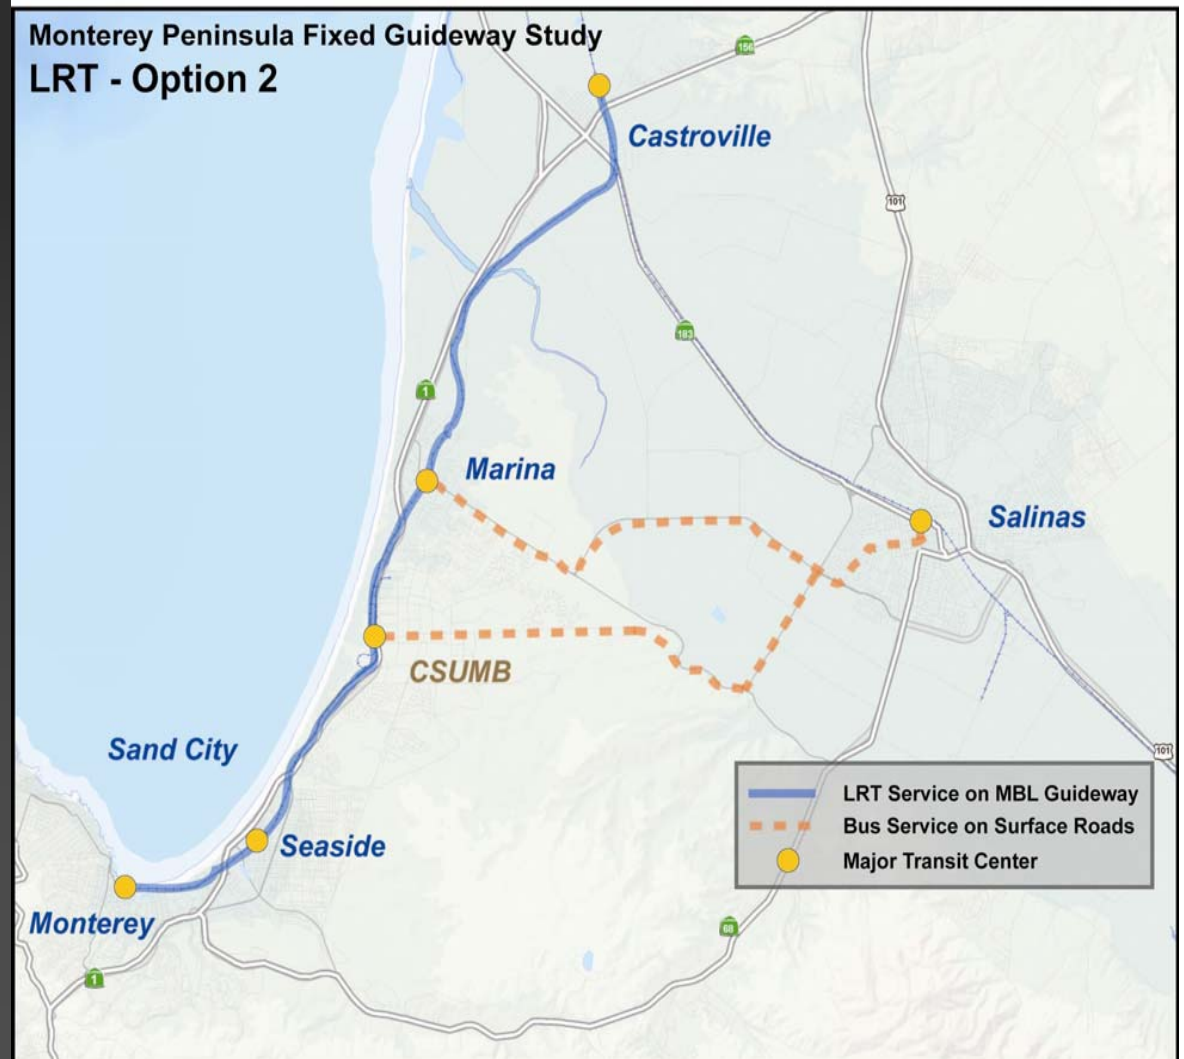 Monterey Peninsula Fixed Guideway Study
LRT - Option 2
156
Castroville
101
183
1
Marina
Salinas
CSUMB
Sand City
101
LRT Service on MBL Guideway
Bus Service on Surface Roads
Major Transit Center
Seaside
Monterey
68
1